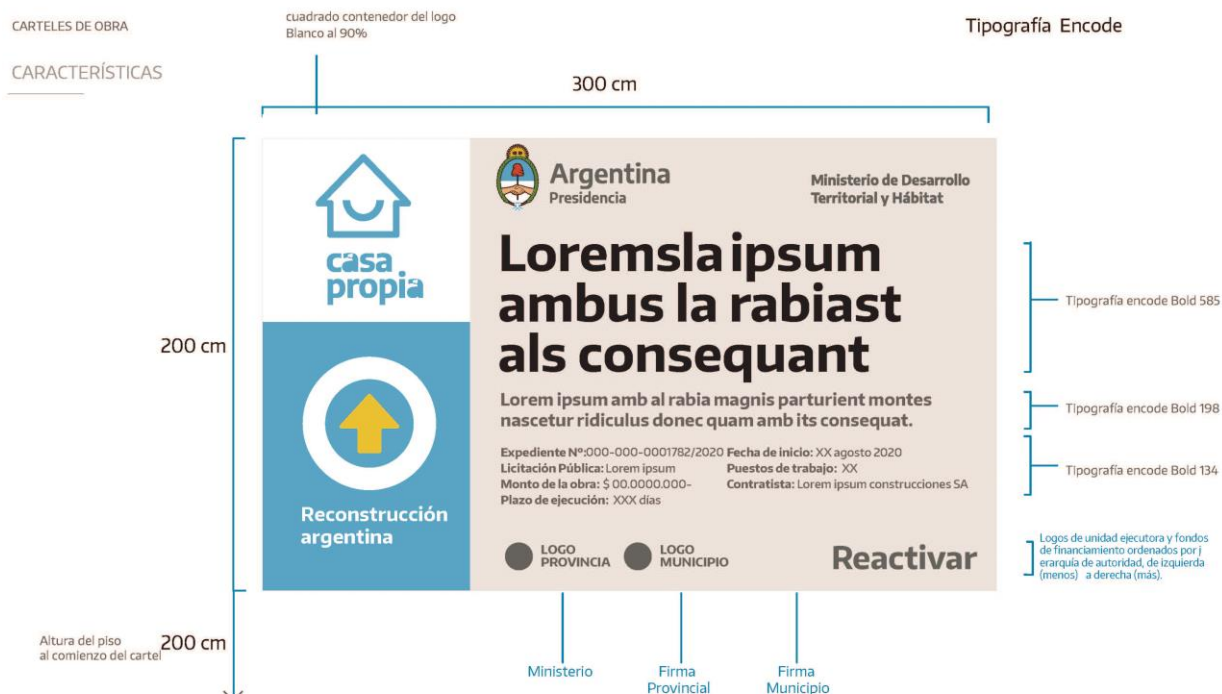 CARTELES DE OBRA
CARACTERÍSTICAS
cuadrado contenedor del logo
Blanco al 90%
Tipografía Encode
300 cm
casa
propia
Argentina
Presidencia
Ministerio de Desarrollo
Territorial y Hábitat
Loremsla ipsum
ambus la rabiast
als consequant
Tipografía encode Bold 585
200 cm
Lorem ipsum amb al rabia magnis parturient montes
nascetur ridiculus donec quam amb its consequat.
Tipografía encode Bold 198
Expediente Nº:000-000-0001782/2020 Fecha de inicio: XX agosto 2020
Licitación Pública: Lorem ipsum Puestos de trabajo: XX
Monto de la obra: $ 00.0000.000- Contratista: Lorem ipsum construcciones SA
Plazo de ejecución: XXX días
Tipografía encode Bold 134
Reconstrucción
argentina
LOGO
PROVINCIA
LOGO
MUNICIPIO
Reactivar
Logos de unidad ejecutora y fondos
de financiamiento ordenados por j
erarquía de autoridad, de izquierda
(menos) a derecha (más).
Altura del piso
al comienzo del cartel
200 cm
Ministerio
Firma
Provincial
Firma
Municipio